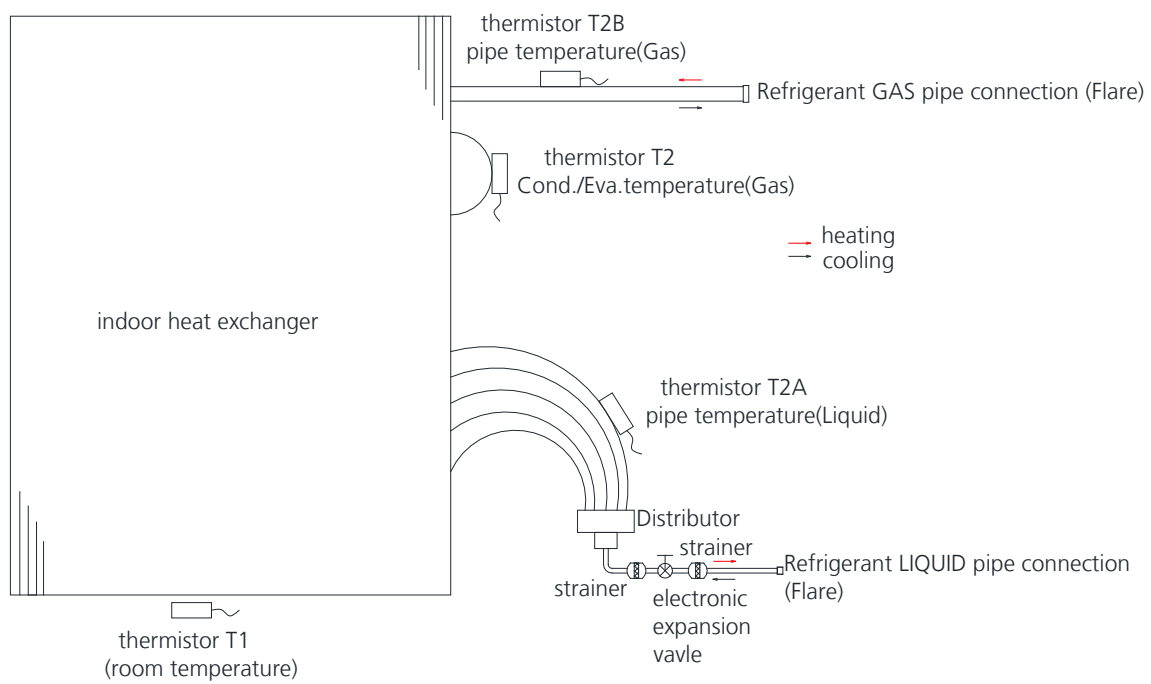 thermistor T2B
pipe temperature(Gas)
Refrigerant GAS pipe connection (Flare)
thermistor T2
Cond./Eva.temperature(Gas)
heating
cooling
indoor heat exchanger
thermistor T2A
pipe temperature(Liquid)
Distributor
strainer
Refrigerant LIQUID pipe connection
(Flare)
strainer
electronic
expansion
vavle
thermistor T1
(room temperature)